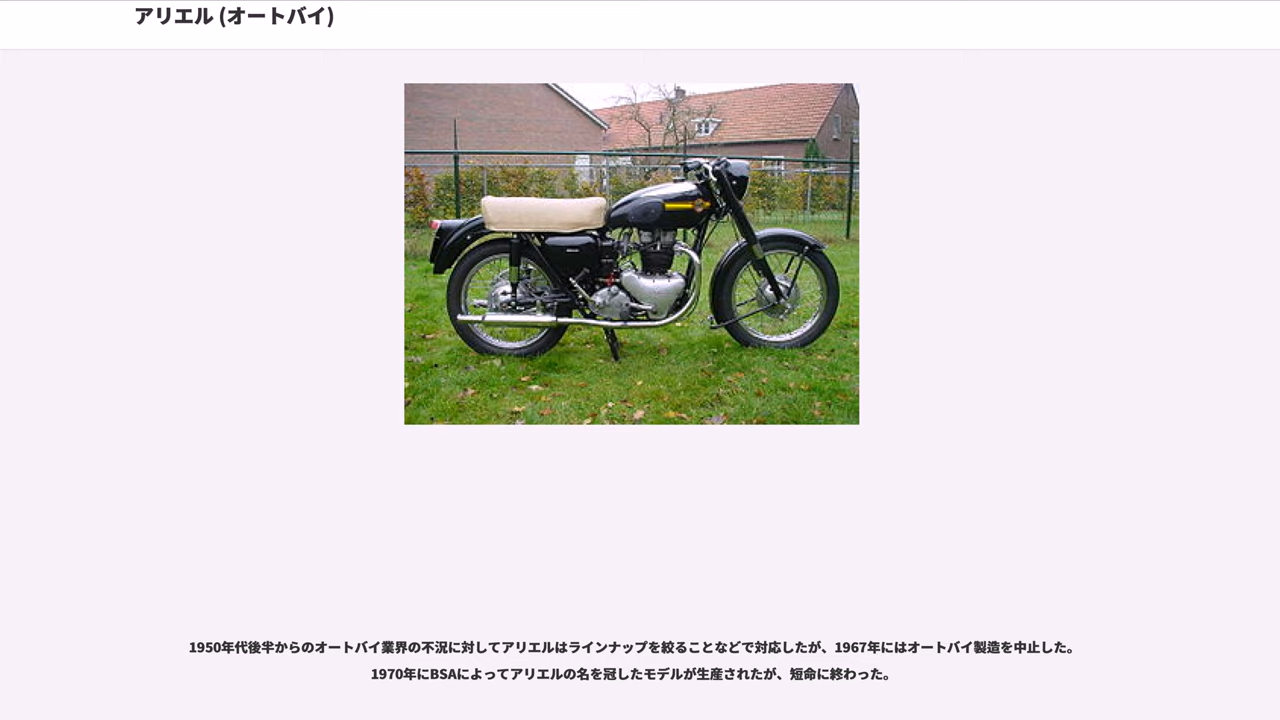 アリエル (オートバイ)
1950年代後半からのオートバイ業界の不況に対してアリエルはラインナップを絞ることなどで対応したが、1967年にはオートバイ製造を中止した。
1970年にBSAによってアリエルの名を冠したモデルが生産されたが、短命に終わった。